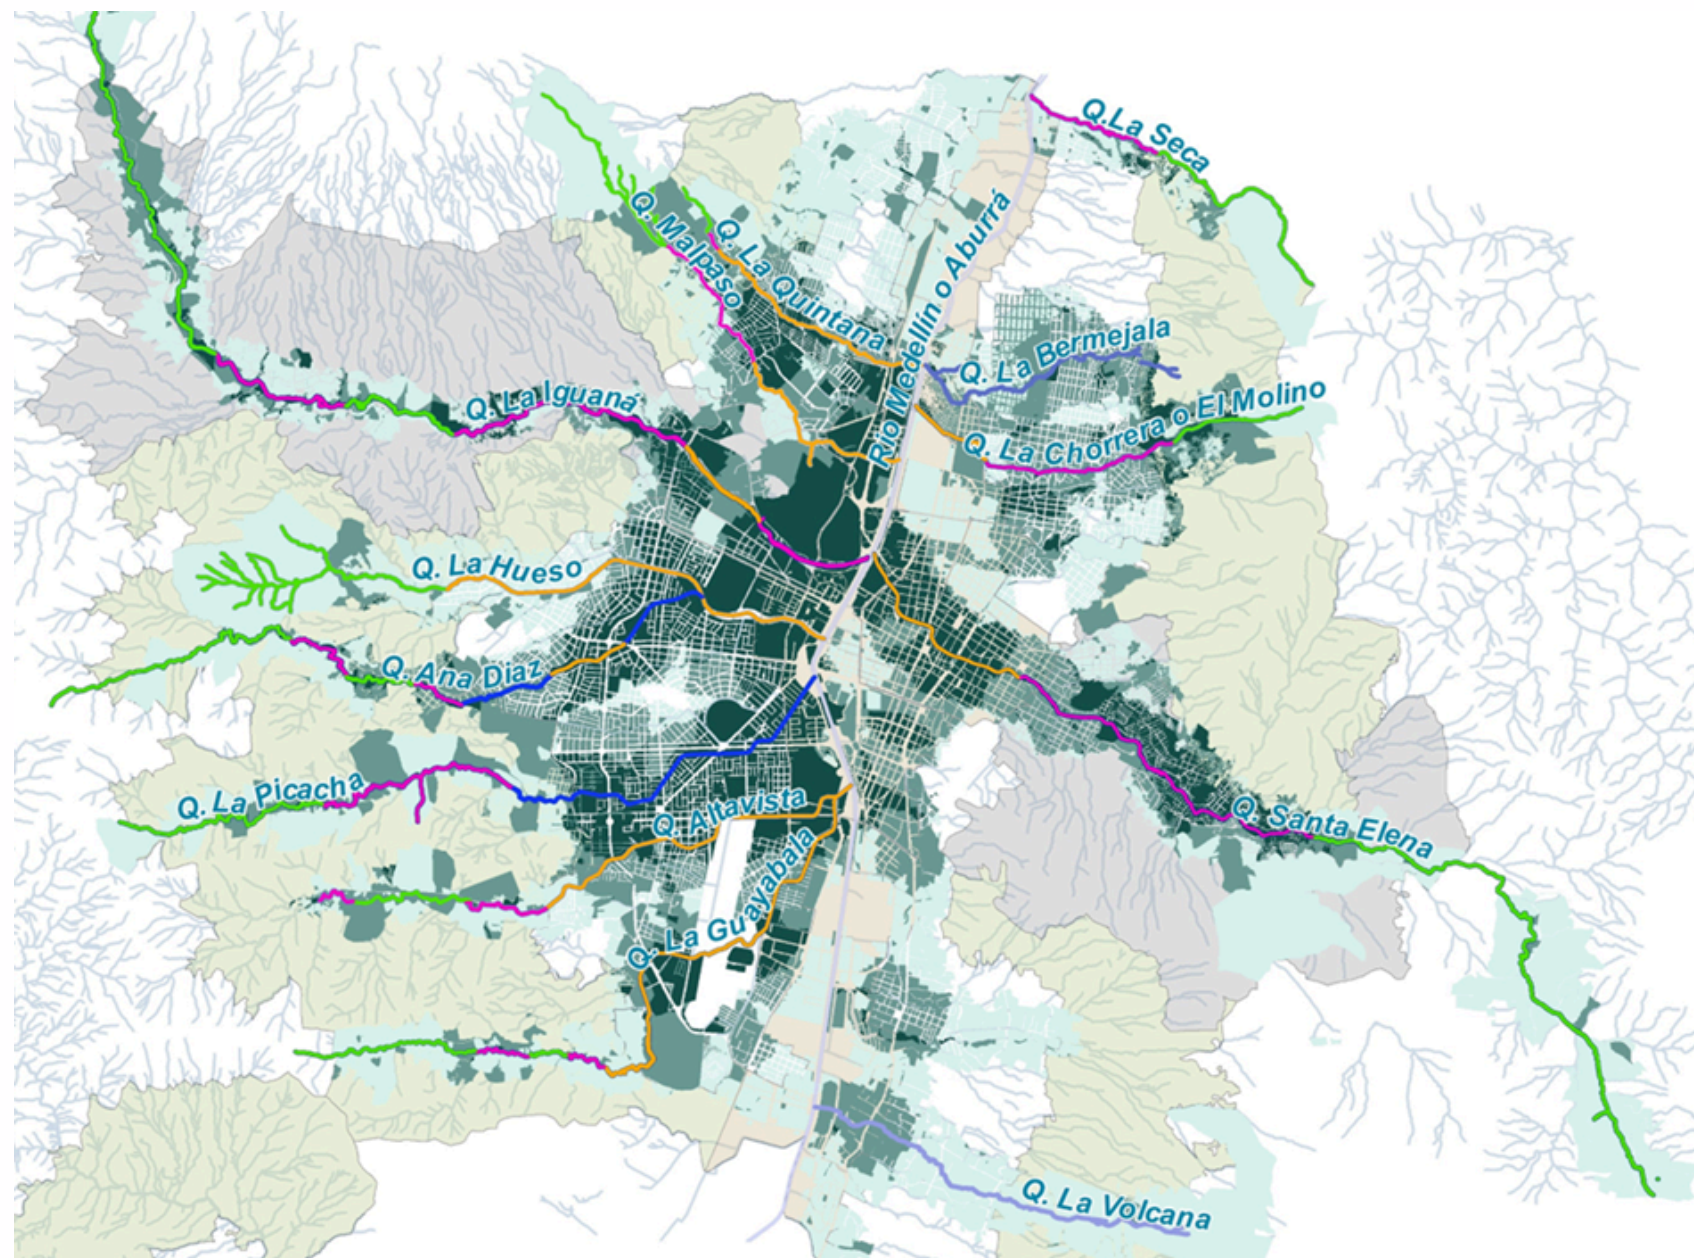 Q.La Seca
Q. Malpaso
Q. La Quintana
Río Medellín o Aburrá
Q. La Bermejala
Q. La Iguaná
Q. La Chorrera o El Molino
Q. La Hueso
Q. Ana Diaz
Q. La Picacha
Q. Altavista
Q. Santa Elena
Q. La Guayabala
Q. La Volcana